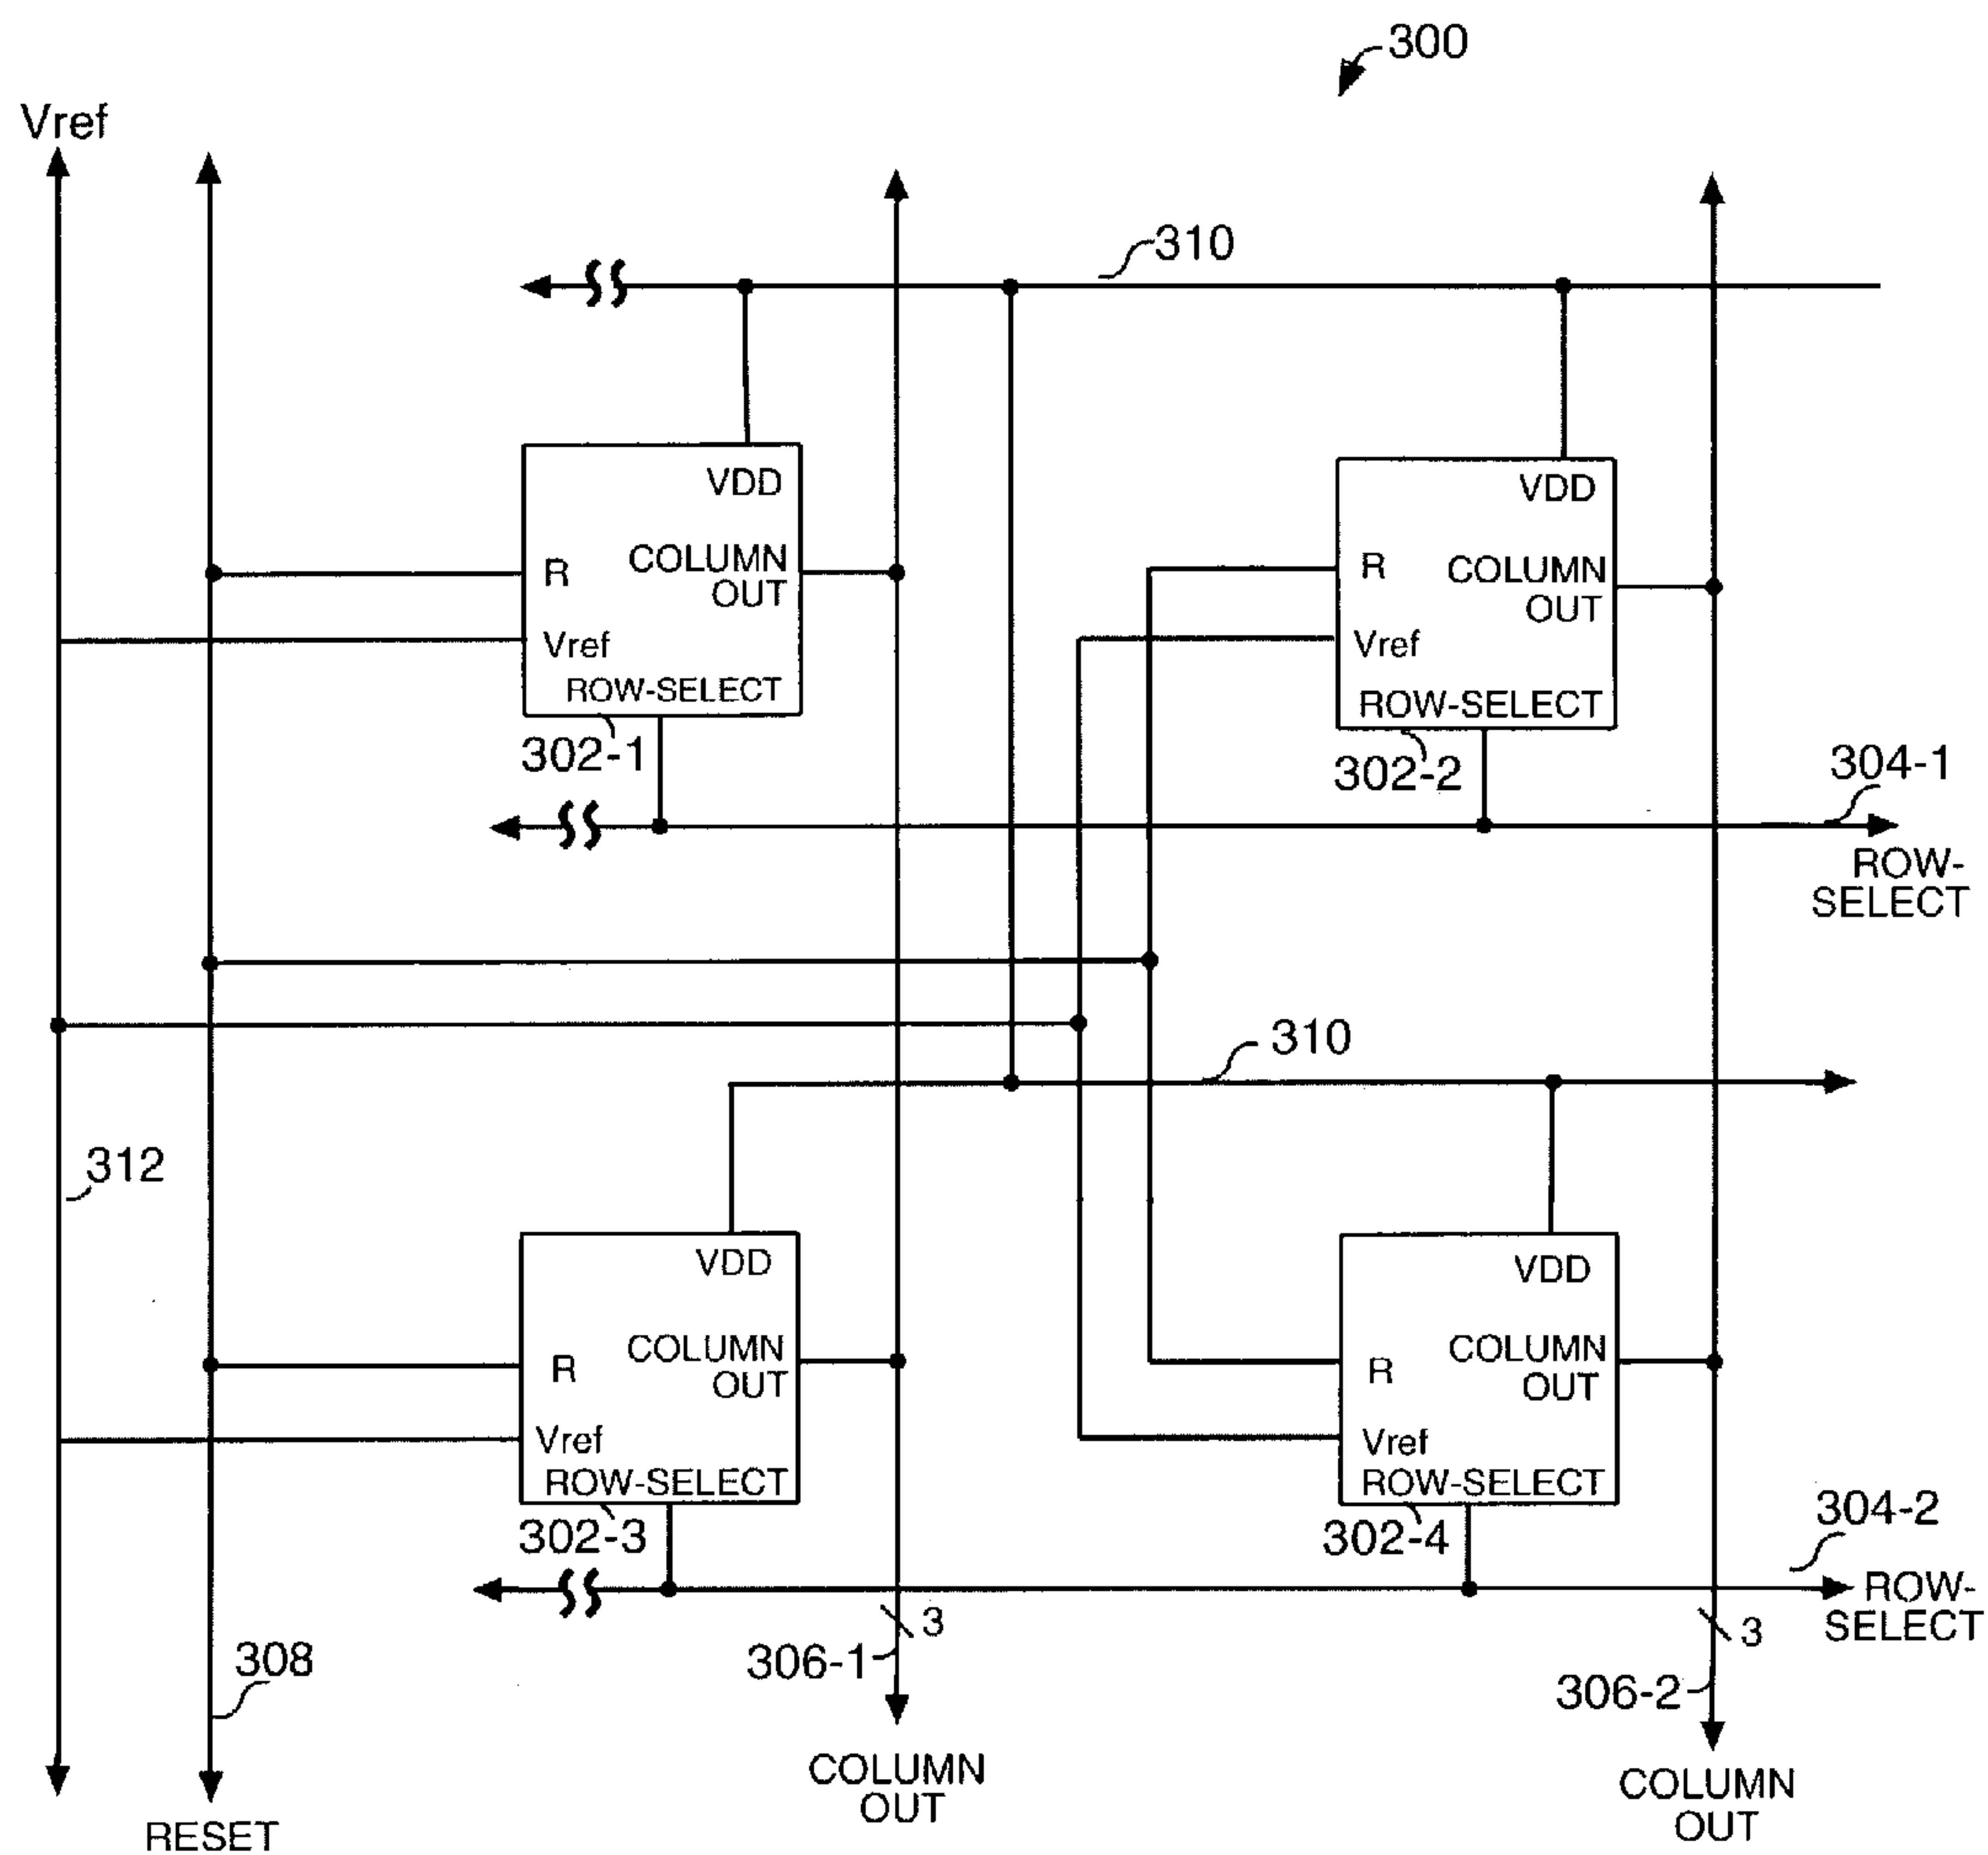 300
Vref
310
VDD
R
COLUMN
OUT
Vref
ROW-SELECT
302-1
VDD
R
COLUMN
OUT
Vref
ROW-SELECT
302-2
304-1
ROW-
SELECT
310
312
VDD
R
COLUMN
OUT
Vref
ROW-SELECT
302-3
VDD
R
COLUMN
OUT
Vref
ROW-SELECT
302-4
304-2
ROW-
SELECT
3
306-1
3
306-2
308
COLUMN
OUT
COLUMN
OUT
RESET